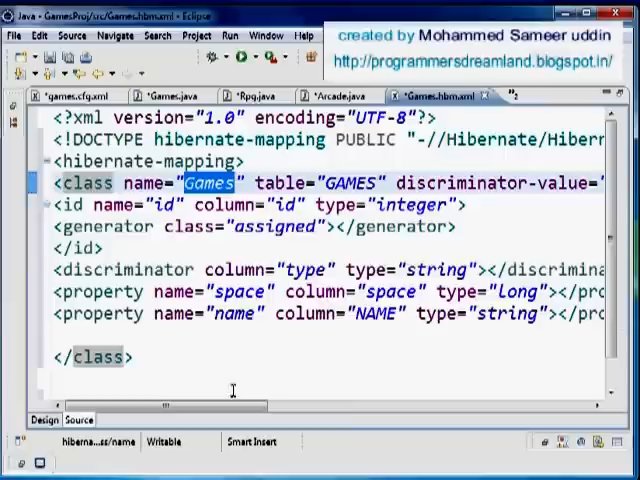 Java - GamesProj/src/Games.hbm.xml - Eclipse
File Edit Source Navigate Search Project Run Window
created by Mohammed Sameer uddin
http://programmersdreamland.blogspot.in/
*games.cfg.xml *Games.java *Rpg.java *Arcade.java *Games.hbm.xml »2
<?xml version="1.0" encoding="UTF-8"?>
<!DOCTYPE hibernate-mapping PUBLIC "-//Hibernate/Hibern
<hibernate-mapping>
<class name="Games" table="GAMES" discriminator-value="
<id name="id" column="id" type="integer">
<generator class="assigned"></generator>
</id>
<discriminator column="type" type="string"></discrimina
<property name="space" column="space" type="long"></pro
<property name="name" column="NAME" type="string"></pro
</class>
Design Source
hiberna...ss/name Writable Smart Insert